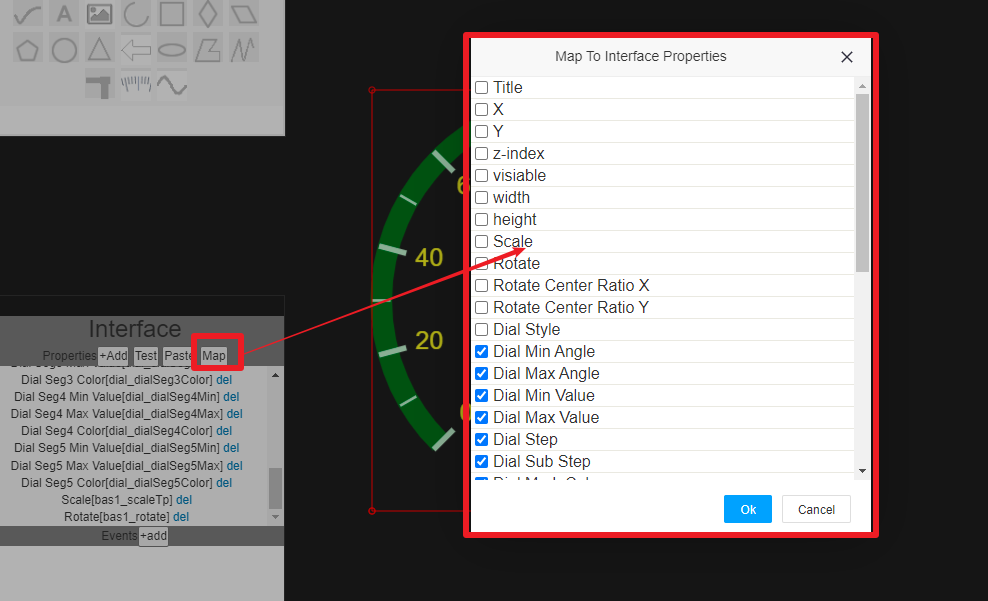 A
Map To Interface Properties
Title
X
Y
z-index
visiable
width
height
Scale
Rotate
Rotate Center Ratio X
Rotate Center Ratio Y
Dial Style
Dial Min Angle
Dial Max Angle
Dial Min Value
Dial Max Value
Dial Step
Dial Sub Step
Ok Cancel
6
40
20
0
Interface
Properties +Add Test Paste Map
Dial Seg3 Color[dial_dialSeg3Color] del
Dial Seg4 Min Value[dial_dialSeg4Min] del
Dial Seg4 Max Value[dial_dialSeg4Max] del
Dial Seg4 Color[dial_dialSeg4Color] del
Dial Seg5 Min Value[dial_dialSeg5Min] del
Dial Seg5 Max Value[dial_dialSeg5Max] del
Dial Seg5 Color[dial_dialSeg5Color] del
Scale[bas1_scaleTp] del
Rotate[bas1_rotate] del
Events +add